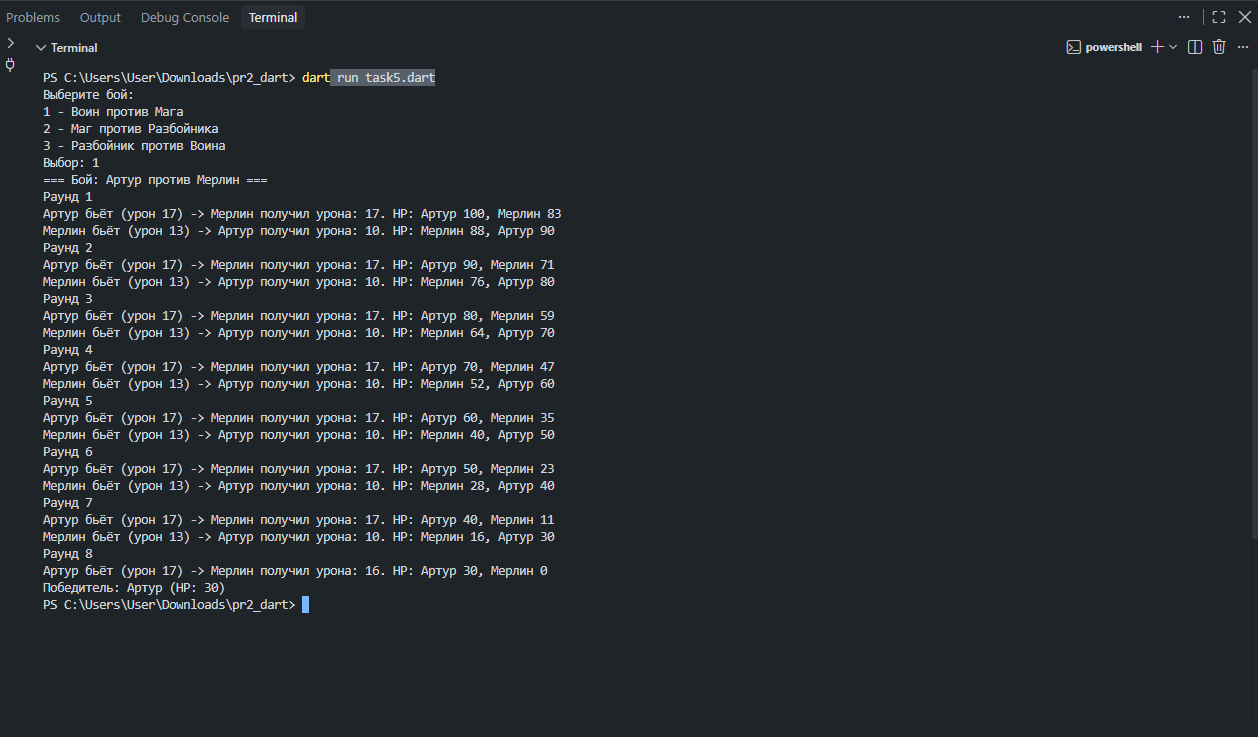 Problems Output Debug Console Terminal
Terminal
powershell
PS C:\Users\User\Downloads\pr2_dart> dart run task5.dart
Выберите бой:
1 - Воин против Мага
2 - Маг против Разбойника
3 - Разбойник против Воина
Выбор: 1
=== Бой: Артур против Мерлин ===
Раунд 1
Артур бьёт (урон 17) -> Мерлин получил урона: 17. HP: Артур 100, Мерлин 83
Мерлин бьёт (урон 13) -> Артур получил урона: 10. HP: Мерлин 88, Артур 90
Раунд 2
Артур бьёт (урон 17) -> Мерлин получил урона: 17. HP: Артур 90, Мерлин 71
Мерлин бьёт (урон 13) -> Артур получил урона: 10. HP: Мерлин 76, Артур 80
Раунд 3
Артур бьёт (урон 17) -> Мерлин получил урона: 17. HP: Артур 80, Мерлин 59
Мерлин бьёт (урон 13) -> Артур получил урона: 10. HP: Мерлин 64, Артур 70
Раунд 4
Артур бьёт (урон 17) -> Мерлин получил урона: 17. HP: Артур 70, Мерлин 47
Мерлин бьёт (урон 13) -> Артур получил урона: 10. HP: Мерлин 52, Артур 60
Раунд 5
Артур бьёт (урон 17) -> Мерлин получил урона: 17. HP: Артур 60, Мерлин 35
Мерлин бьёт (урон 13) -> Артур получил урона: 10. HP: Мерлин 40, Артур 50
Раунд 6
Артур бьёт (урон 17) -> Мерлин получил урона: 17. HP: Артур 50, Мерлин 23
Мерлин бьёт (урон 13) -> Артур получил урона: 10. HP: Мерлин 28, Артур 40
Раунд 7
Артур бьёт (урон 17) -> Мерлин получил урона: 17. HP: Артур 40, Мерлин 11
Мерлин бьёт (урон 13) -> Артур получил урона: 10. HP: Мерлин 16, Артур 30
Раунд 8
Артур бьёт (урон 17) -> Мерлин получил урона: 16. HP: Артур 30, Мерлин 0
Победитель: Артур (HP: 30)
PS C:\Users\User\Downloads\pr2_dart>